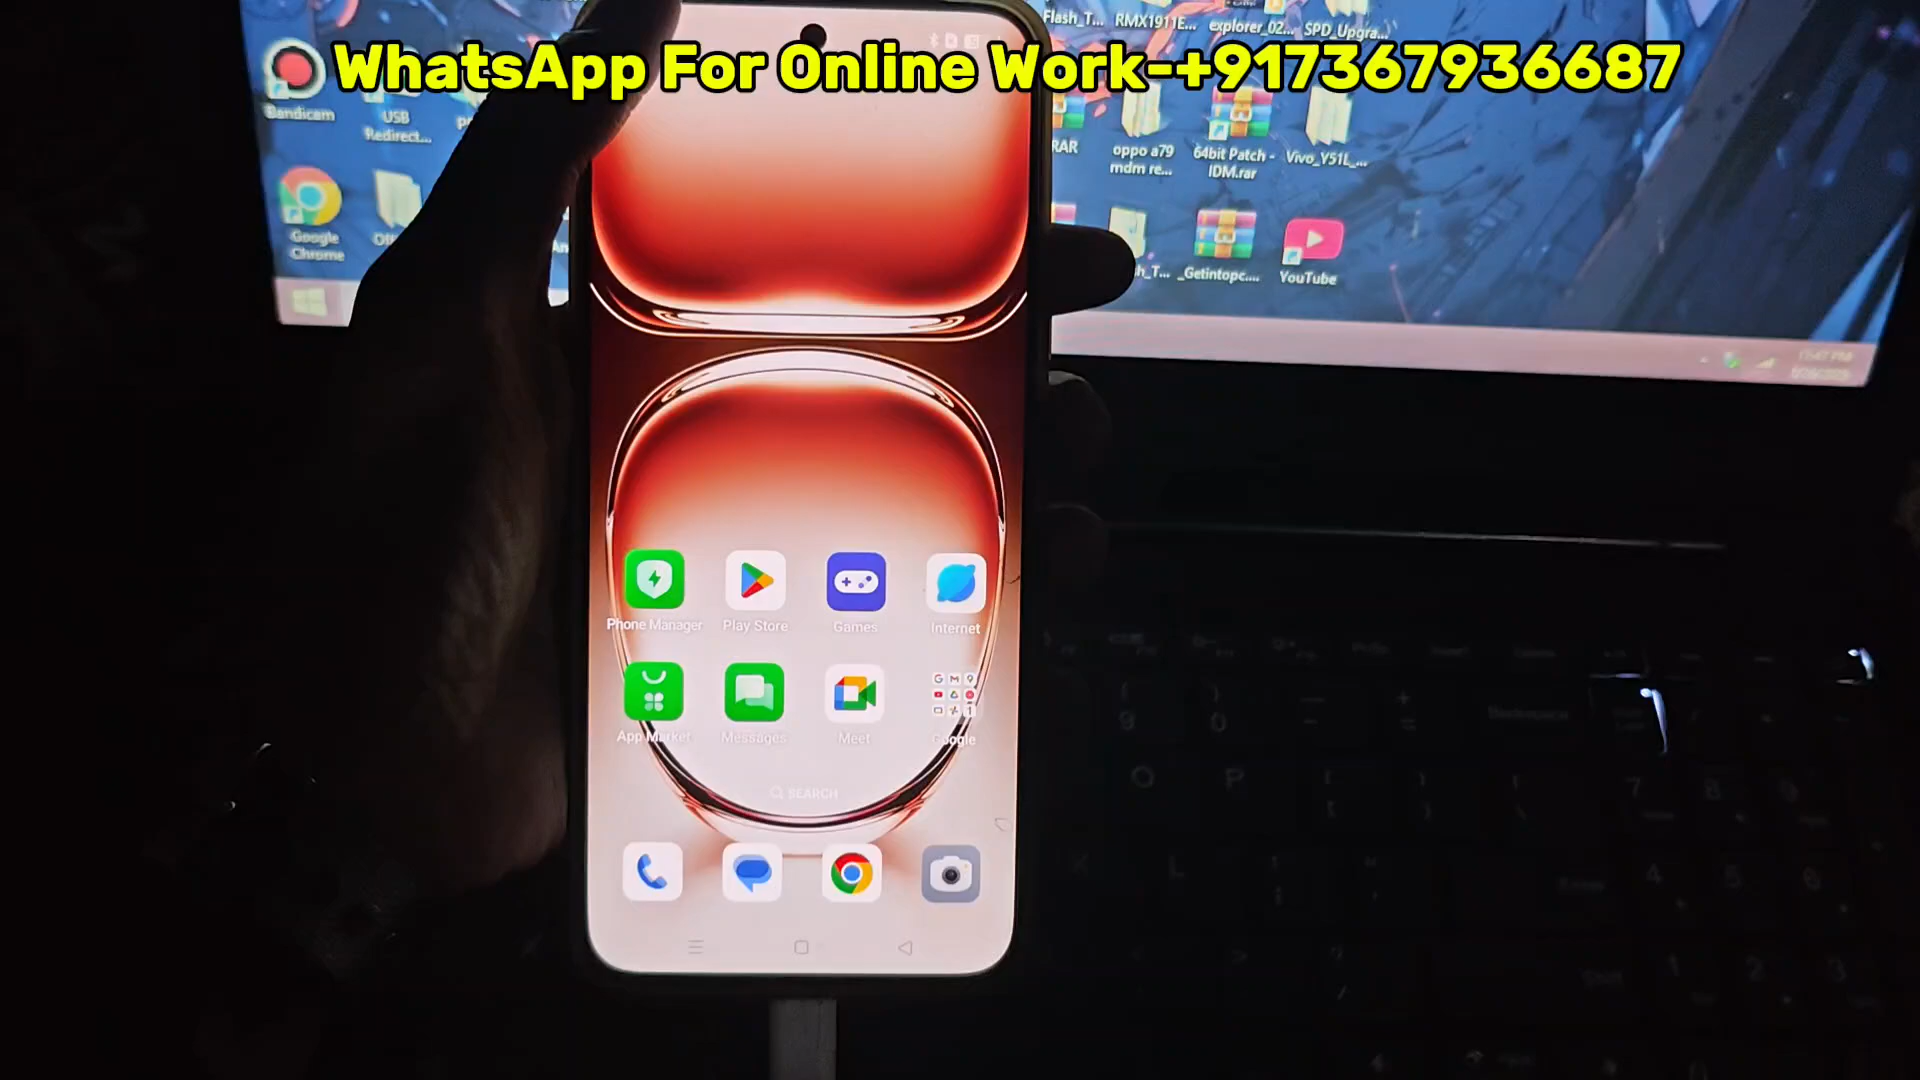 WhatsApp For Online Work-+917367936687
Flash_T...
RMX1911E...
explorer_02...
SPD_Upgra...
Bandicam
USB
Redirect...
RAR
oppo a79
mdm re...
64bit Patch -
IDM.rar
Vivo_Y51L_...
Google
Chrome
_Getintopc....
YouTube
Phone Manager
Play Store
Games
Internet
App Market
Messages
Meet
Google
SEARCH
O
P
L